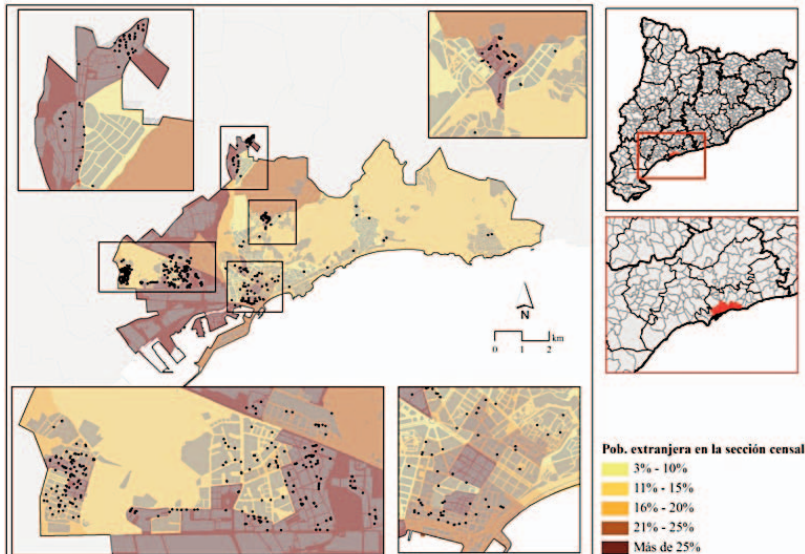 N
km
0 1 2
Pob. extranjera en la sección censal
3% - 10%
11% - 15%
16% - 20%
21% - 25%
Más de 25%